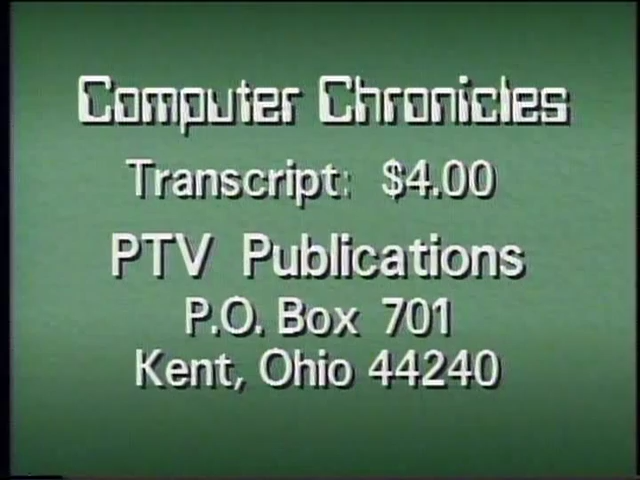 Computer Chronicles
Transcript: $4.00
PTV Publications
P.O. Box 701
Kent, Ohio 44240